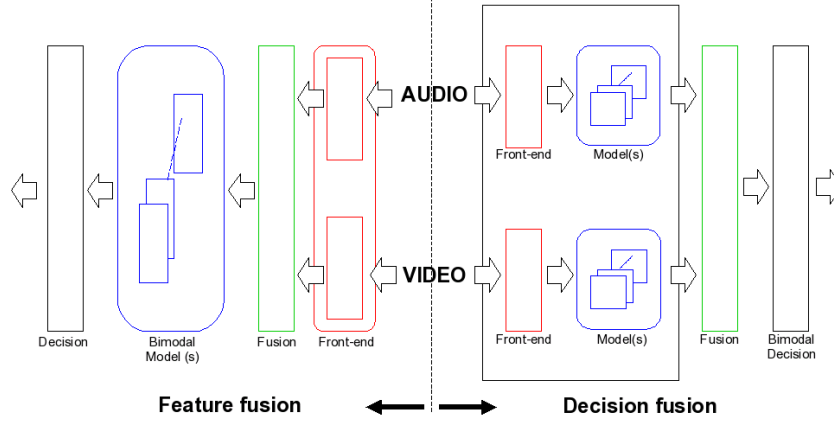 AUDIO
Front-end
Model(s)
VIDEO
Decision
Bimodal
Model (s)
Fusion
Front-end
Front-end
Model(s)
Fusion
Bimodal
Decision
Feature fusion
Decision fusion